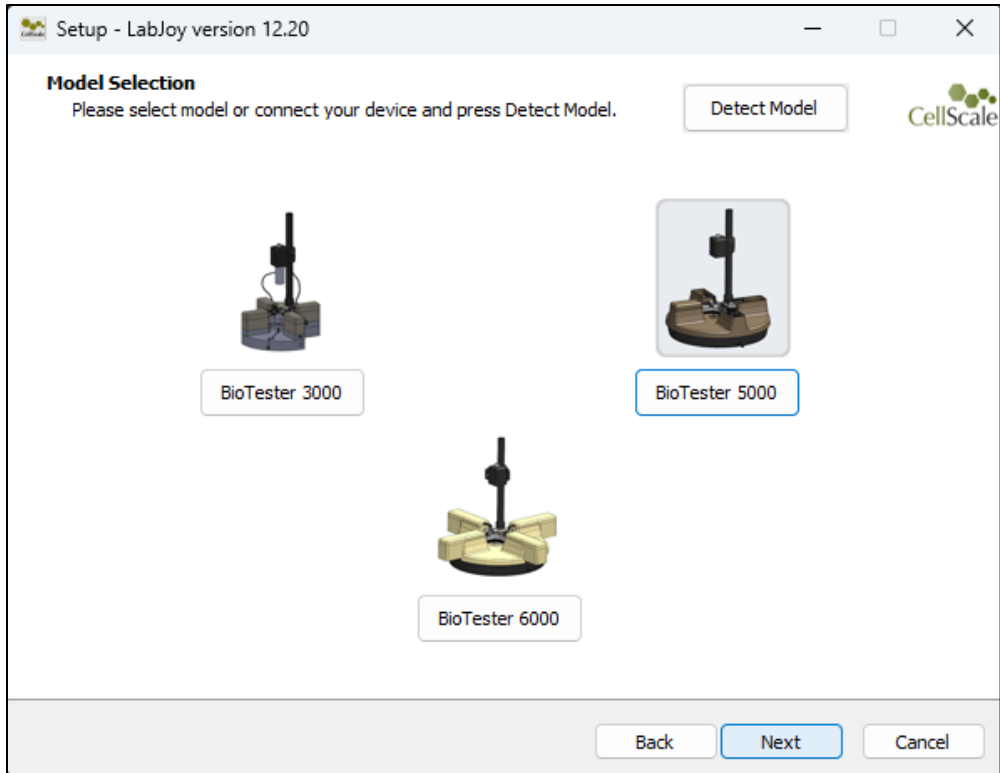 Setup - LabJoy version 12.20
Model Selection
Please select model or connect your device and press Detect Model.
Detect Model
CellScale
BioTester 3000
BioTester 5000
BioTester 6000
Back
Next
Cancel